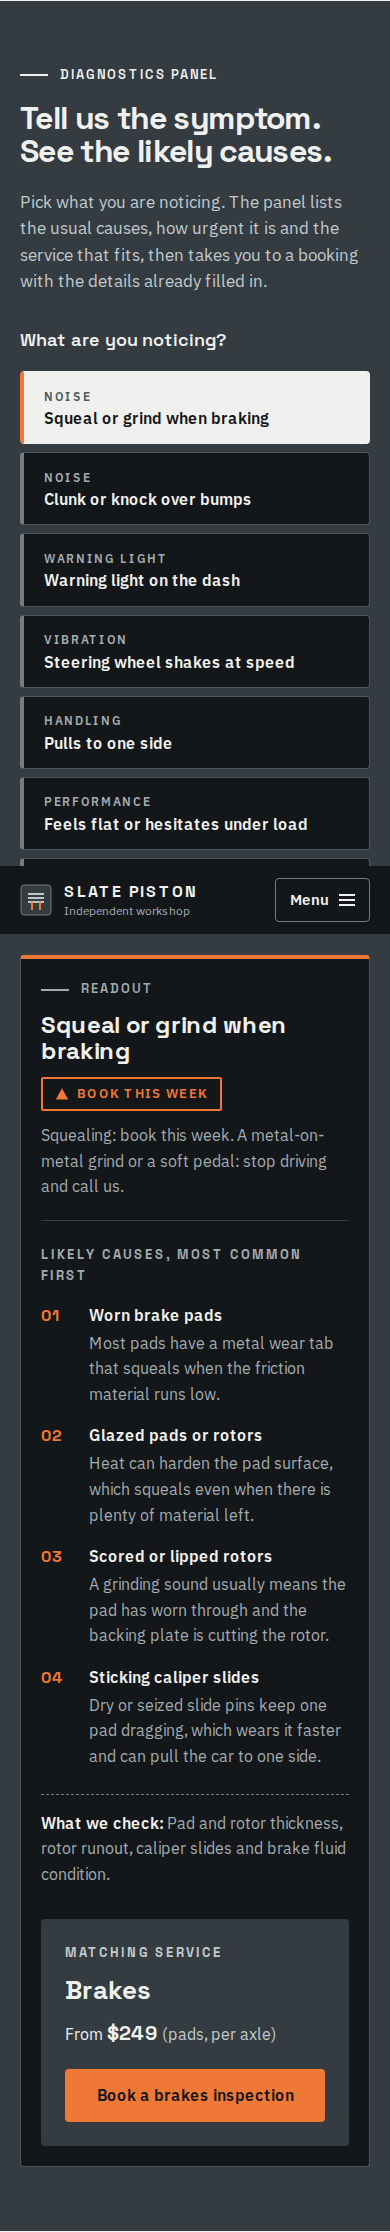 DIAGNOSTICS PANEL
Tell us the symptom.
See the likely causes.
Pick what you are noticing. The panel lists
the usual causes, how urgent it is and the
service that fits, then takes you to a booking
with the details already filled in.
What are you noticing?
NOISE
Squeal or grind when braking
NOISE
Clunk or knock over bumps
WARNING LIGHT
Warning light on the dash
VIBRATION
Steering wheel shakes at speed
HANDLING
Pulls to one side
PERFORMANCE
Feels flat or hesitates under load
SLATE PISTON
Independent workshop
Menu
READOUT
Squeal or grind when
braking
BOOK THIS WEEK
Squealing: book this week. A metal-on-
metal grind or a soft pedal: stop driving
and call us.
LIKELY CAUSES, MOST COMMON
FIRST
01 Worn brake pads
Most pads have a metal wear tab
that squeals when the friction
material runs low.
02 Glazed pads or rotors
Heat can harden the pad surface,
which squeals even when there is
plenty of material left.
03 Scored or lipped rotors
A grinding sound usually means the
pad has worn through and the
backing plate is cutting the rotor.
04 Sticking caliper slides
Dry or seized slide pins keep one
pad dragging, which wears it faster
and can pull the car to one side.
What we check: Pad and rotor thickness,
rotor runout, caliper slides and brake fluid
condition.
MATCHING SERVICE
Brakes
From $249 (pads, per axle)
Book a brakes inspection